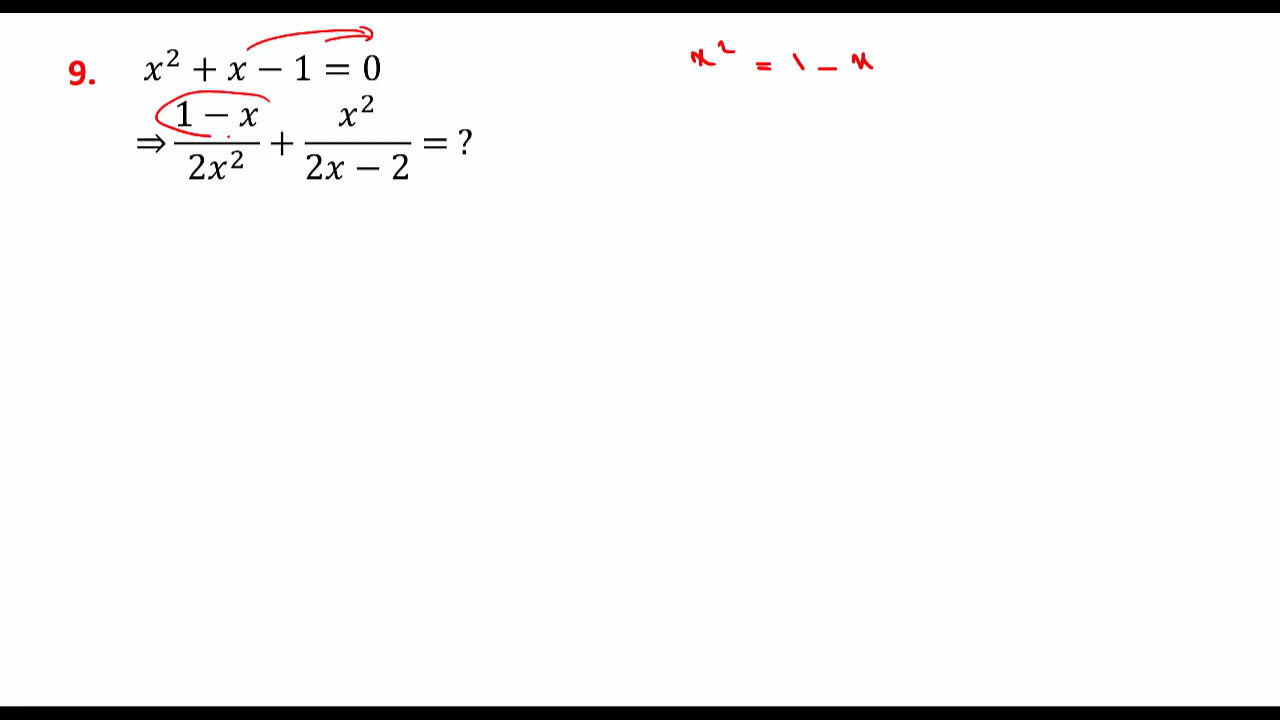 9. x² + x − 1 = 0
⇒ (1 − x)/(2x²) + x²/(2x − 2) = ?
x² = 1 − x